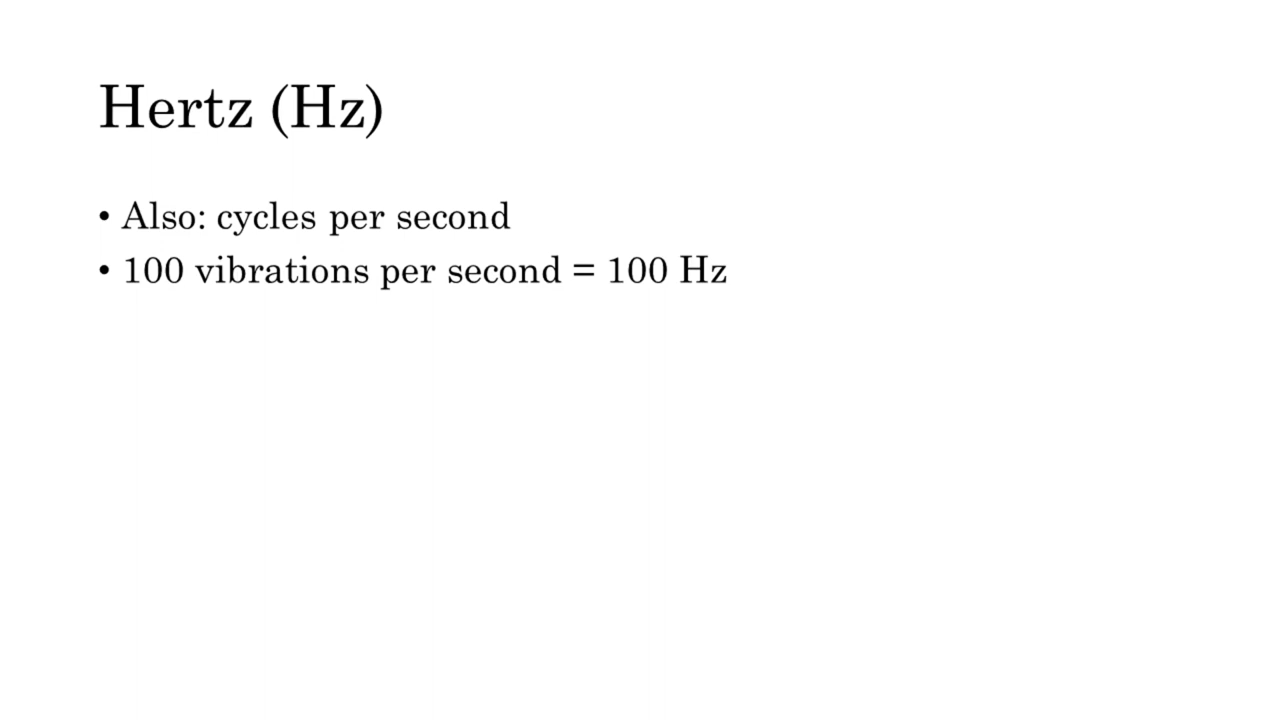 Hertz (Hz)
• Also: cycles per second
• 100 vibrations per second = 100 Hz